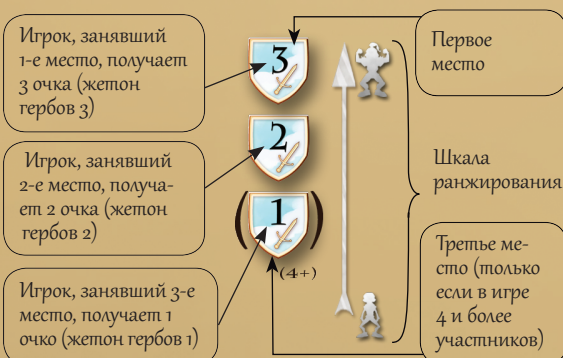 Игрок, занявший
1-е место, получает
3 очка (жетон
гербов 3)
Игрок, занявший
2-е место, получа-
ет 2 очка (жетон
гербов 2)
Игрок, занявший 3-е
место, получает 1
очко (жетон гербов 1)
3
2
(1)
(4+)
Первое
место
Шкала
ранжирования
Третье ме-
сто (только
если в игре
4 и более
участников)